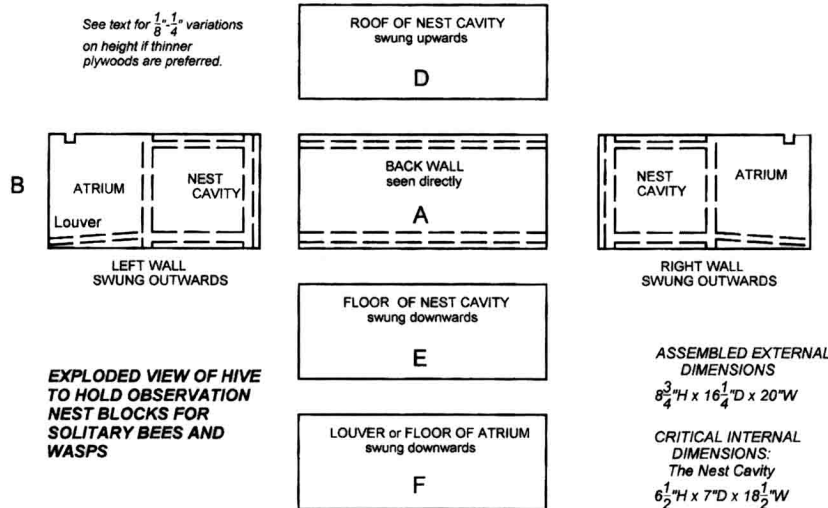 See text for 1/8"-1/4" variations
on height if thinner
plywoods are preferred.
ROOF OF NEST CAVITY
swung upwards
D
B
ATRIUM
NEST
CAVITY
Louver
LEFT WALL
SWUNG OUTWARDS
BACK WALL
seen directly
A
NEST
CAVITY
ATRIUM
RIGHT WALL
SWUNG OUTWARDS
FLOOR OF NEST CAVITY
swung downwards
E
EXPLODED VIEW OF HIVE
TO HOLD OBSERVATION
NEST BLOCKS FOR
SOLITARY BEES AND
WASPS
LOUVER or FLOOR OF ATRIUM
swung downwards
F
ASSEMBLED EXTERNAL
DIMENSIONS
8 3/4"H x 16 1/4"D x 20"W
CRITICAL INTERNAL
DIMENSIONS:
The Nest Cavity
6 1/2"H x 7"D x 18 1/2"W